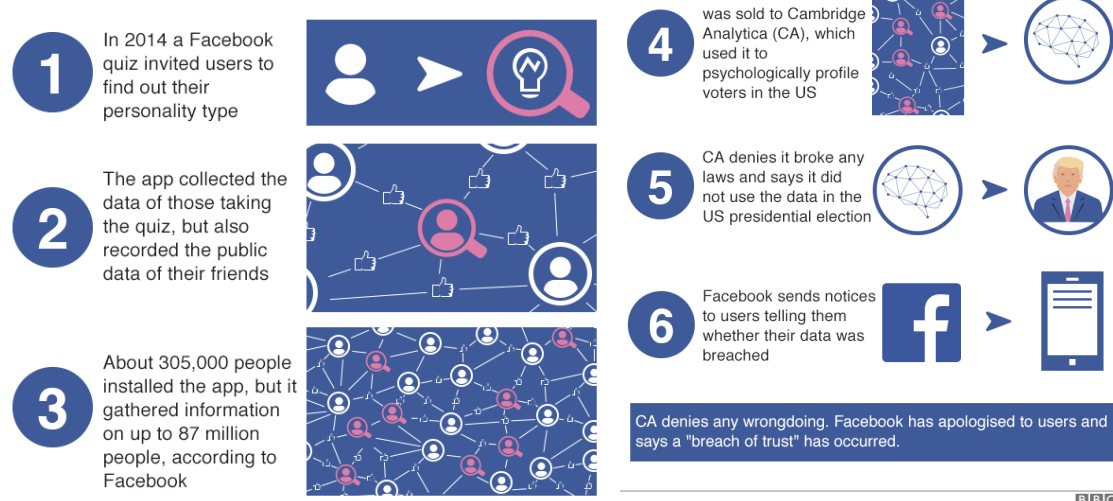 1
In 2014 a Facebook
quiz invited users to
find out their
personality type
2
The app collected the
data of those taking
the quiz, but also
recorded the public
data of their friends
3
About 305,000 people
installed the app, but it
gathered information
on up to 87 million
people, according to
Facebook
4
was sold to Cambridge
Analytica (CA), which
used it to
psychologically profile
voters in the US
5
CA denies it broke any
laws and says it did
not use the data in the
US presidential election
6
Facebook sends notices
to users telling them
whether their data was
breached
f
CA denies any wrongdoing. Facebook has apologised to users and
says a "breach of trust" has occurred.
BBC